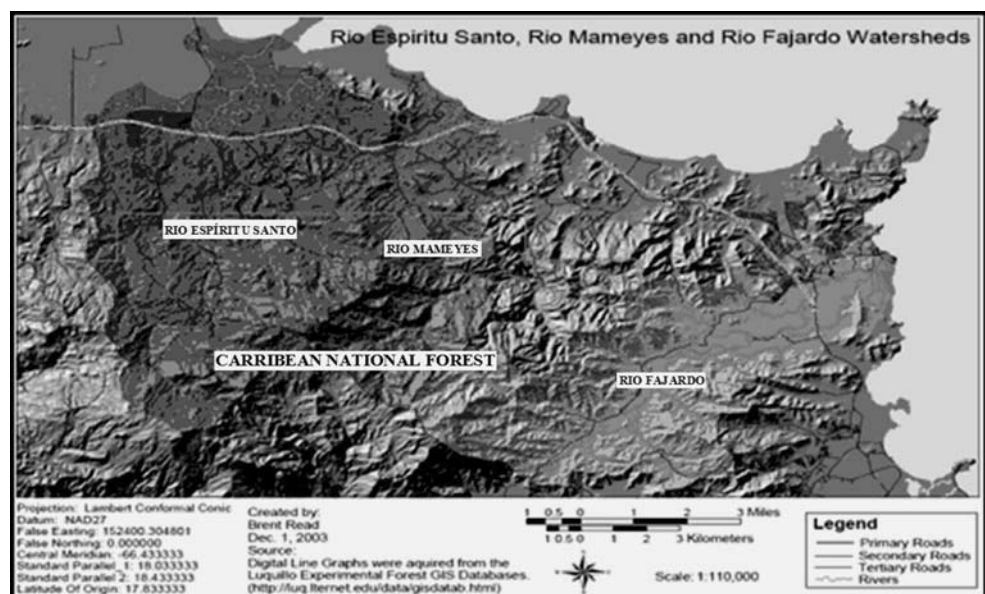 Rio Espiritu Santo, Rio Mameyes and Rio Fajardo Watersheds
RIO ESPÍRITU SANTO
RIO MAMEYES
CARRIBEAN NATIONAL FOREST
RIO FAJARDO
Projection: Lambert Conformal Conic
Datum: NAD27
False Easting: 152400.304801
False Northing: 0.000000
Central Meridian: -66.433333
Standard Parallel_1: 18.033333
Standard Parallel 2: 18.433333
Latitude Of Origin: 17.833333
Created by:
Brent Read
Dec. 1, 2003
Source:
Digital Line Graphs were aquired from the
Luquillo Experimental Forest GIS Databases.
(http://luq.lternet.edu/data/gisdatab.html)
1 0.5 0 1 2 3 Miles
1 0.5 0 1 2 3 Kilometers
Scale: 1:110,000
Legend
Primary Roads
Secondary Roads
Tertiary Roads
Rivers